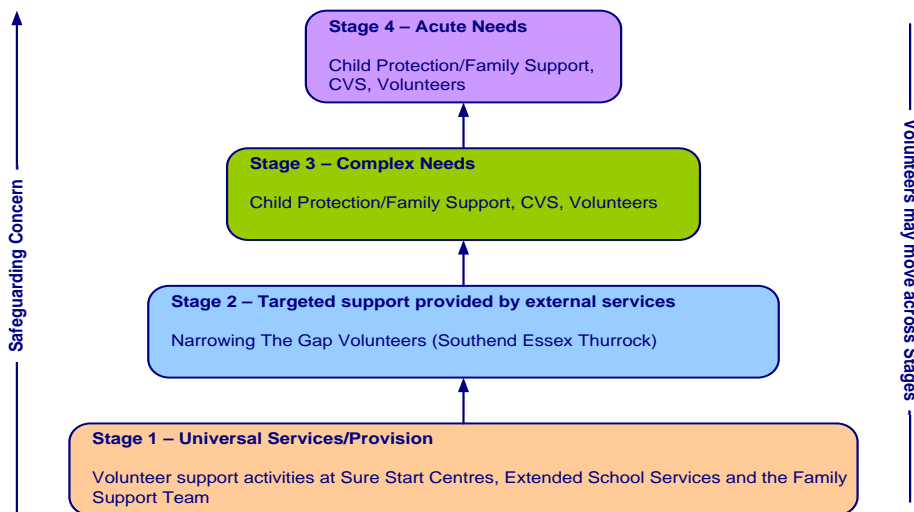 Stage 4 – Acute Needs
Child Protection/Family Support,
CVS, Volunteers
Stage 3 – Complex Needs
Child Protection/Family Support, CVS, Volunteers
Stage 2 – Targeted support provided by external services
Narrowing The Gap Volunteers (Southend Essex Thurrock)
Stage 1 – Universal Services/Provision
Volunteer support activities at Sure Start Centres, Extended School Services and the Family
Support Team
Safeguarding Concern
Volunteers may move across Stages